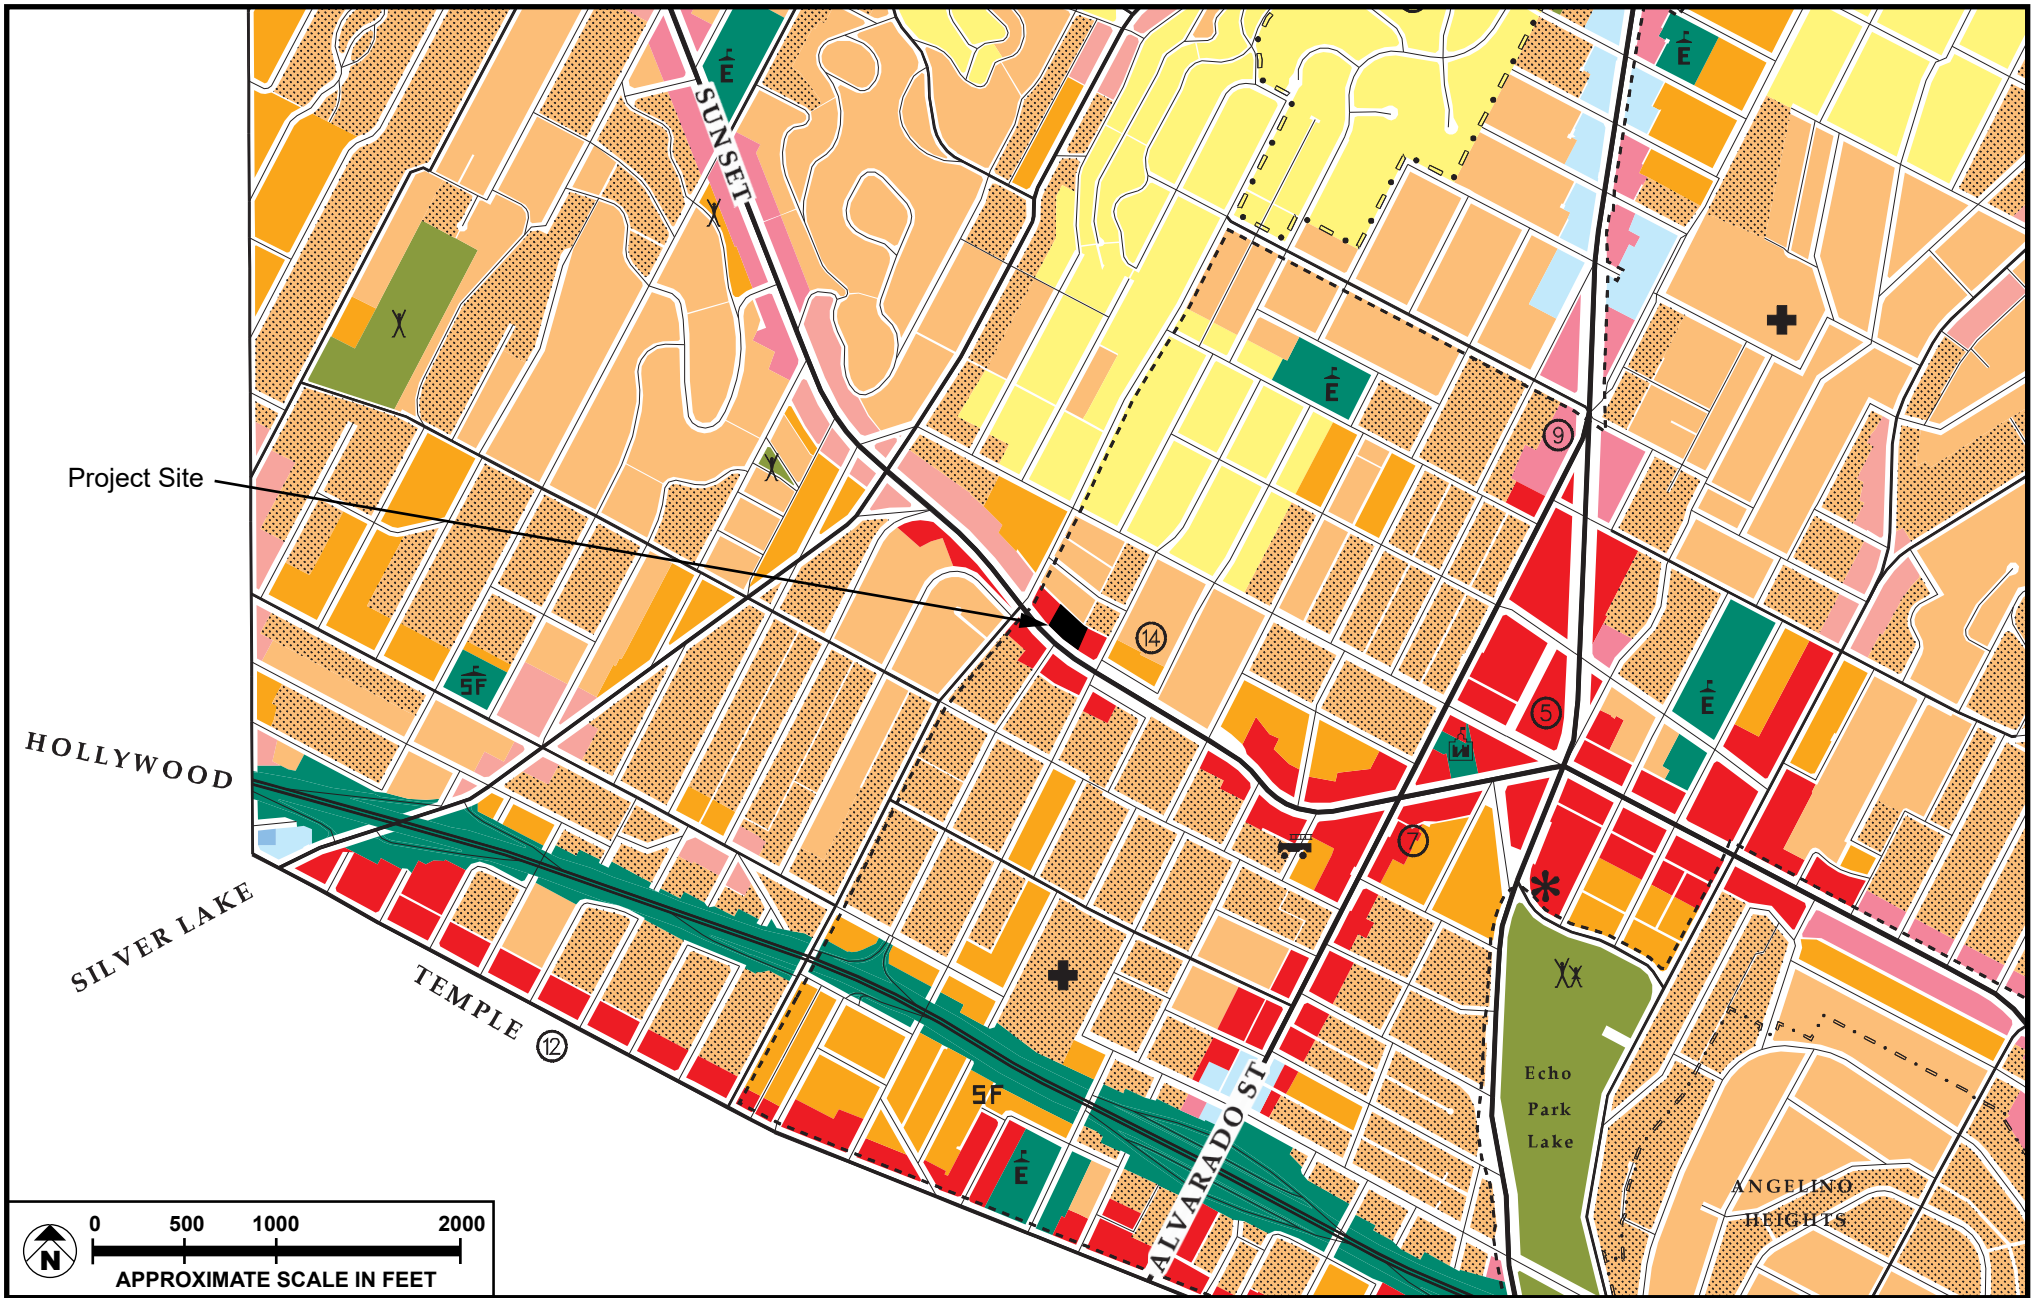 E
E
SUNSET
E
9
Project Site
14
SF
5
HOLLYWOOD
7
SILVER LAKE
TEMPLE
12
Echo
Park
Lake
SF
ALVARADO ST
E
E
ANGELINO
HEIGHTS
N
0 500 1000 2000
APPROXIMATE SCALE IN FEET